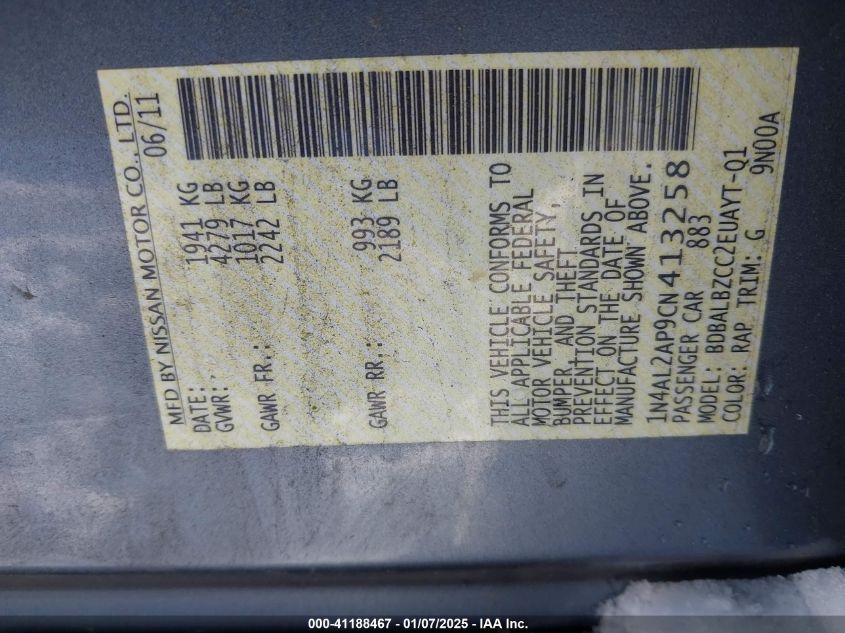 MFD BY NISSAN MOTOR CO., LTD.
DATE: 06/11
GVWR: 1941 KG
4279 LB
GAWR FR.: 1017 KG
2242 LB
GAWR RR.: 993 KG
2189 LB
THIS VEHICLE CONFORMS TO
ALL APPLICABLE FEDERAL
MOTOR VEHICLE SAFETY,
BUMPER, AND THEFT
PREVENTION STANDARDS IN
EFFECT ON THE DATE OF
MANUFACTURE SHOWN ABOVE.
1N4AL2AP9CN413258
PASSENGER CAR 883
MODEL: BDBALBZCC2EUAYT-Q1
COLOR: RAP TRIM: G 9N00A
000-41188467 - 01/07/2025 - IAA Inc.